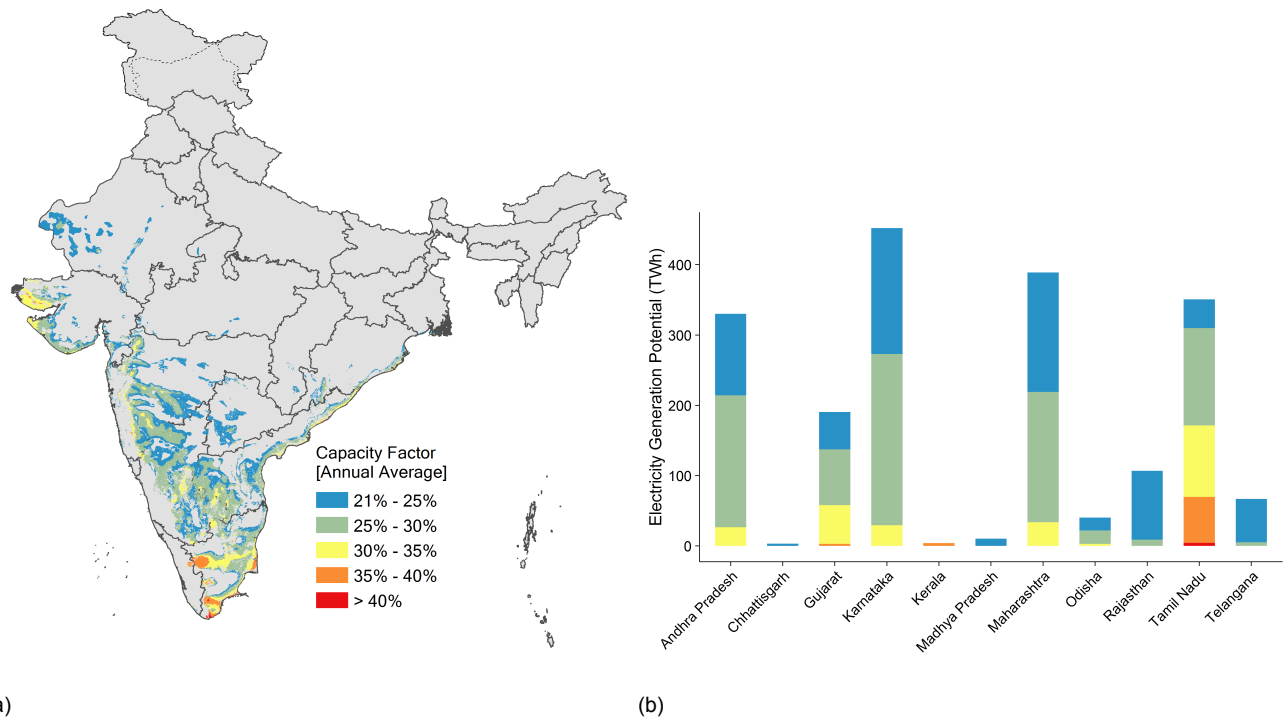 Capacity Factor
[Annual Average]
21% - 25%
25% - 30%
30% - 35%
35% - 40%
> 40%
a)
Electricity Generation Potential (TWh)
400
300
200
100
0
Andhra Pradesh
Chhattisgarh
Gujarat
Karnataka
Kerala
Madhya Pradesh
Maharashtra
Odisha
Rajasthan
Tamil Nadu
Telangana
(b)